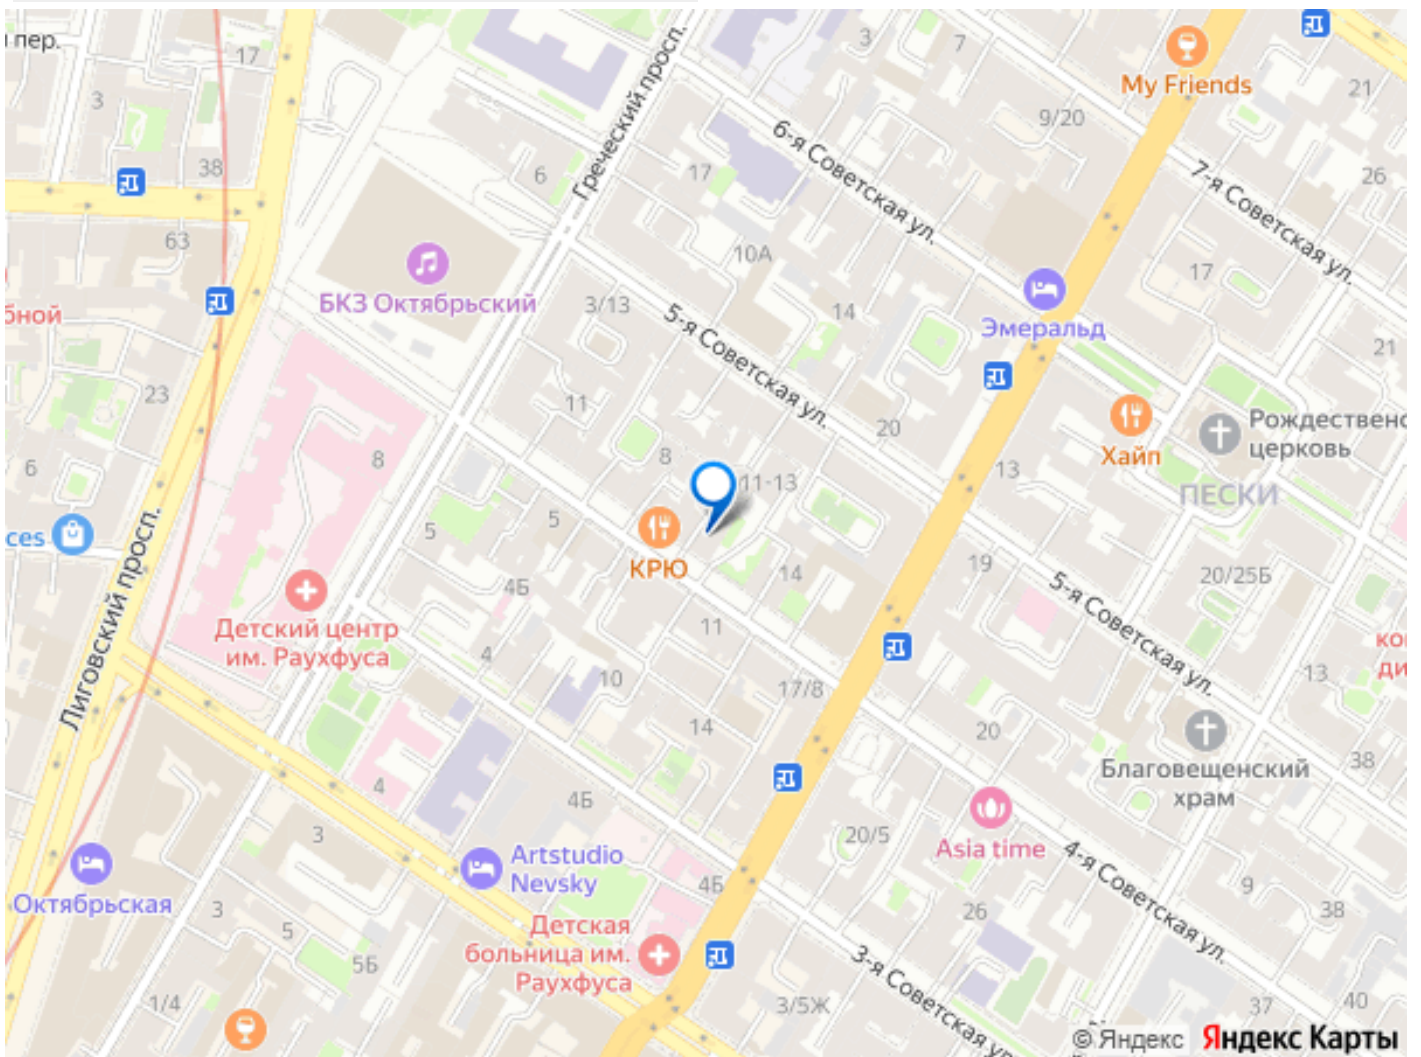 пер.
17
3
38
63
Греческий просп.
6
17
3
7
My Friends
21
9/20
6-я Советская ул.
7-я Советская ул.
26
10А
17
БКЗ Октябрьский
3/13
14
5-я Советская ул.
Эмеральд
21
бной
23
11
20
Хайп
Рождественс
церковь
6
8
8
11-13
13
ПЕСКИ
ces
5
5
КРЮ
14
19
20/25Б
5-я Советская ул.
Лиговский просп.
Детский центр
им. Раухфуса
4Б
11
4
10
17/8
13
ко
ди
14
20
Благовещенский
храм
38
4
4Б
3
20/5
Asia time
4-я Советская ул.
Октябрьская
Artstudio
Nevsky
4Б
9
38
3
5
5Б
Детская
больница им.
Раухфуса
26
3-я Советская ул.
1/4
3/5Ж
37
40
© Яндекс Яндекс Карты